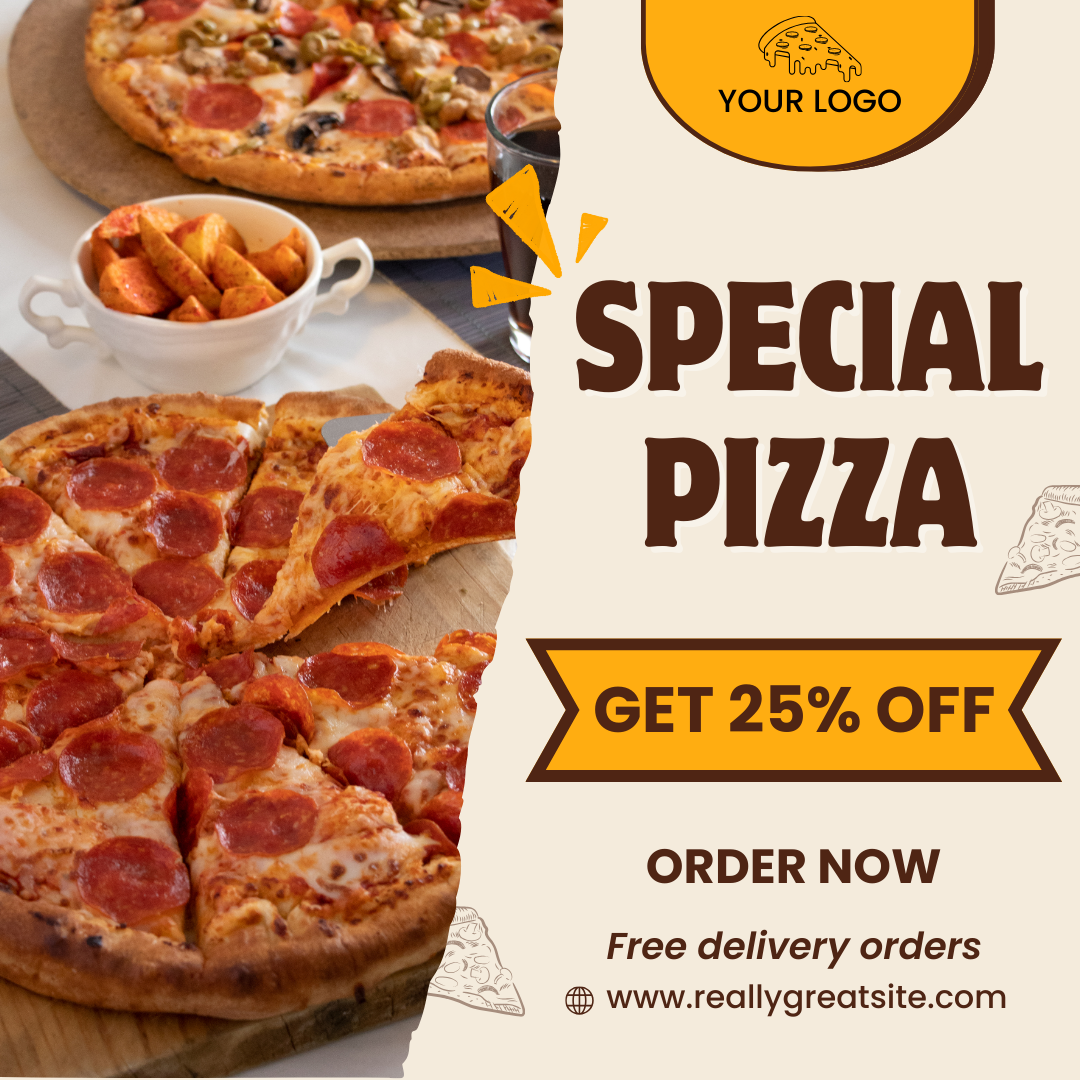 YOUR LOGO
SPECIAL
PIZZA
GET 25% OFF
ORDER NOW
Free delivery orders
www.reallygreatsite.com